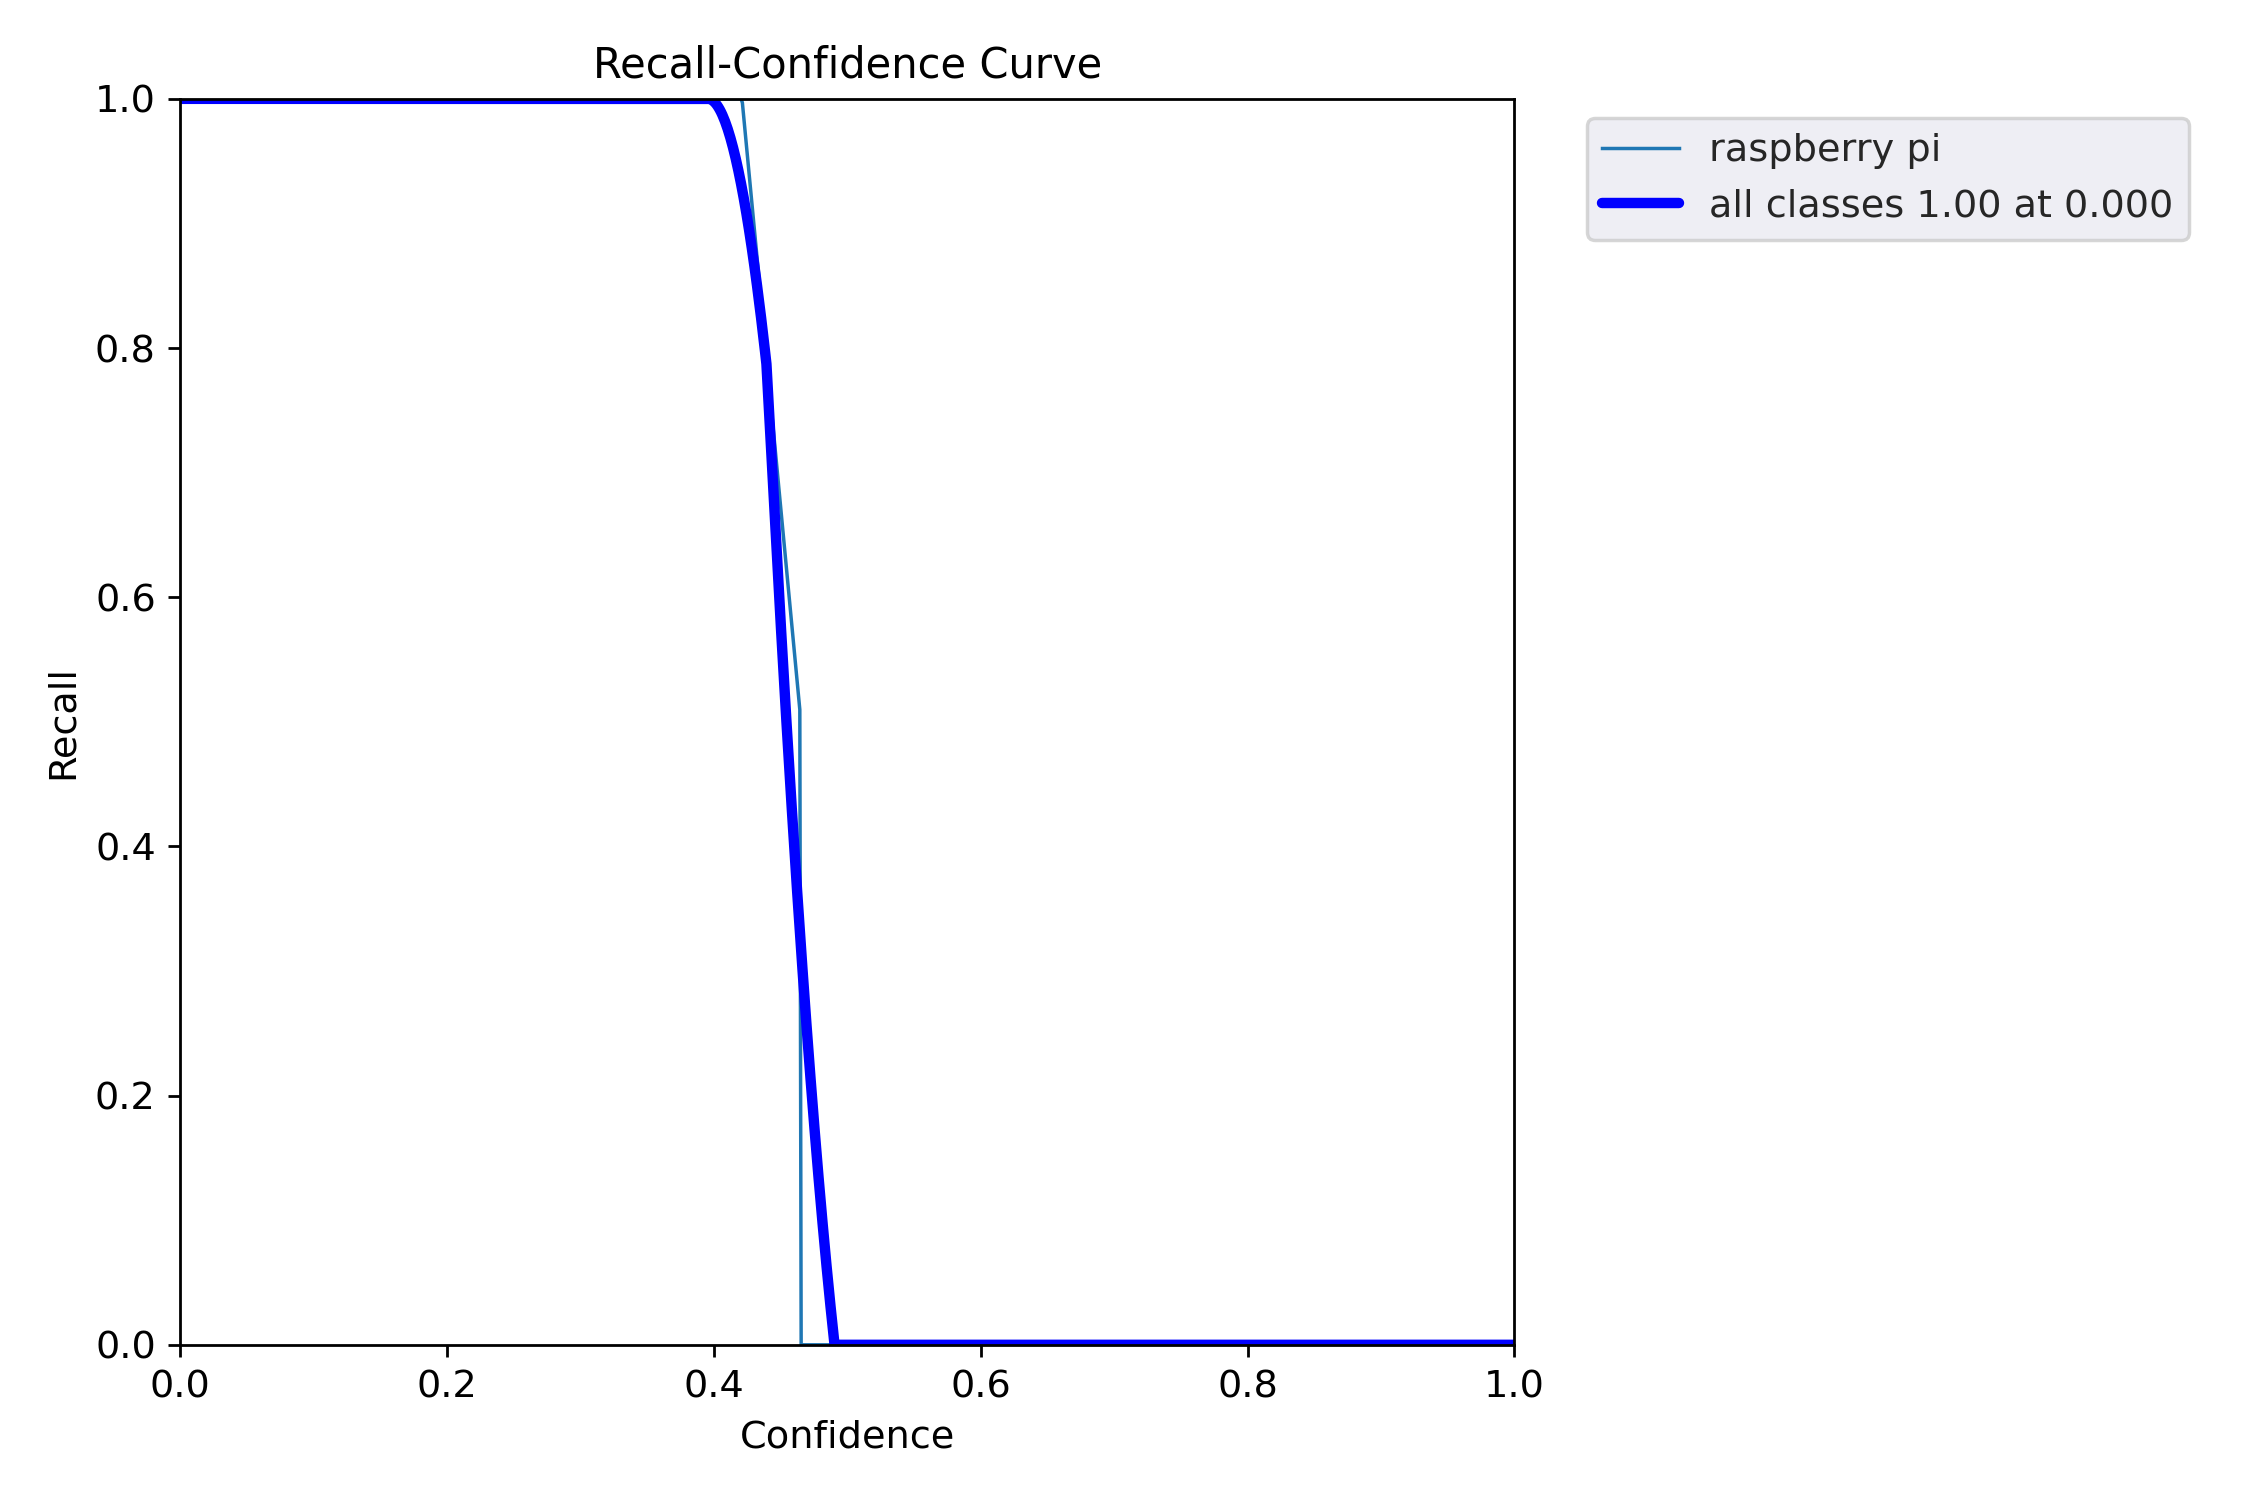 Recall-Confidence Curve
1.0
0.8
0.6
0.4
0.2
0.0
Recall
0.0 0.2 0.4 0.6 0.8 1.0
Confidence
raspberry pi
all classes 1.00 at 0.000